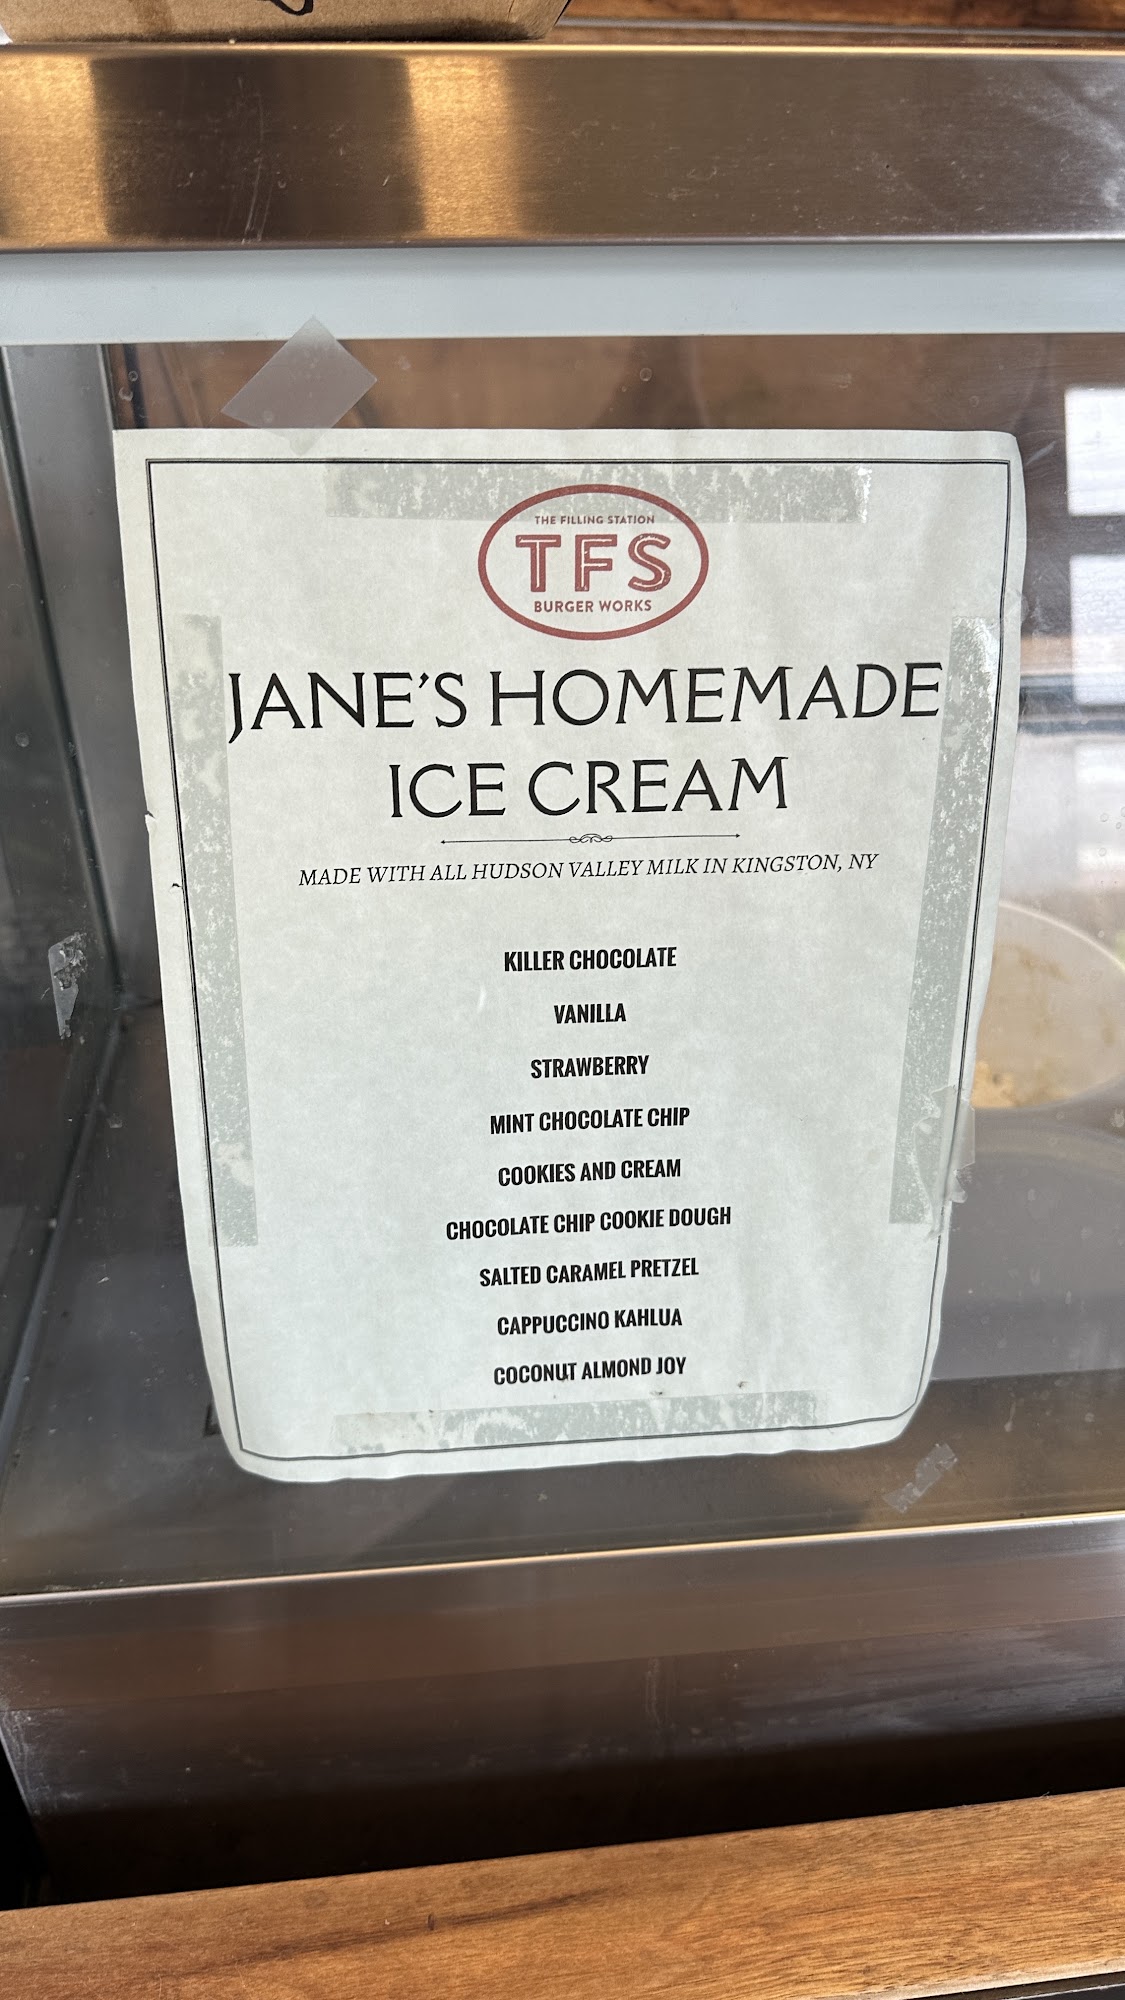 THE FILLING STATION
TFS
BURGER WORKS
JANE'S HOMEMADE
ICE CREAM
MADE WITH ALL HUDSON VALLEY MILK IN KINGSTON, NY
KILLER CHOCOLATE
VANILLA
STRAWBERRY
MINT CHOCOLATE CHIP
COOKIES AND CREAM
CHOCOLATE CHIP COOKIE DOUGH
SALTED CARAMEL PRETZEL
CAPPUCCINO KAHLUA
COCONUT ALMOND JOY